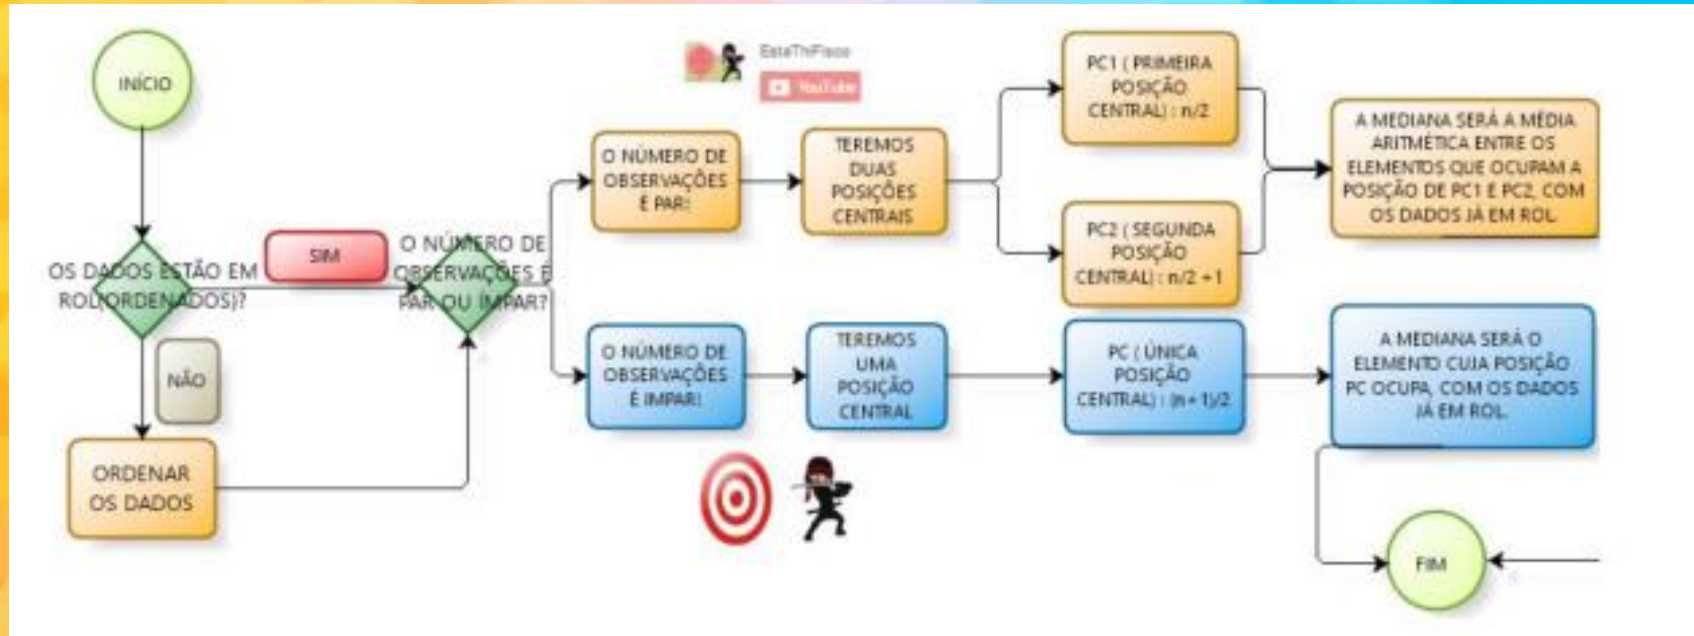 INÍCIO
OS DADOS ESTÃO EM
ROL(ORDENADOS)?
SIM
NÃO
ORDENAR
OS DADOS
O NÚMERO DE
OBSERVAÇÕES É
PAR OU ÍMPAR?
EstaThiFisco
YouTube
O NÚMERO DE
OBSERVAÇÕES
É PAR!
TEREMOS
DUAS
POSIÇÕES
CENTRAIS
PC1 ( PRIMEIRA
POSIÇÃO
CENTRAL) : n/2
PC2 ( SEGUNDA
POSIÇÃO
CENTRAL) : n/2 +1
A MEDIANA SERÁ A MÉDIA
ARITMÉTICA ENTRE OS
ELEMENTOS QUE OCUPAM A
POSIÇÃO DE PC1 E PC2, COM
OS DADOS JÁ EM ROL.
O NÚMERO DE
OBSERVAÇÕES
É IMPAR!
TEREMOS
UMA
POSIÇÃO
CENTRAL
PC ( ÚNICA
POSIÇÃO
CENTRAL) : (n+1)/2
A MEDIANA SERÁ O
ELEMENTO CUJA POSIÇÃO
PC OCUPA, COM OS DADOS
JÁ EM ROL.
FIM